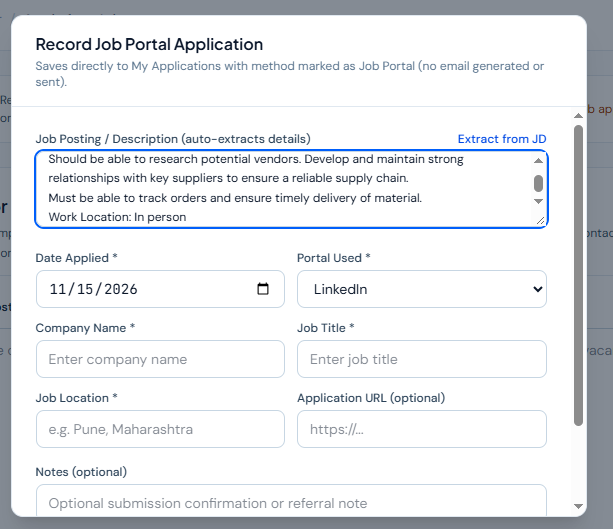 Record Job Portal Application
Saves directly to My Applications with method marked as Job Portal (no email generated or
sent).
Job Posting / Description (auto-extracts details)
Extract from JD
Should be able to research potential vendors. Develop and maintain strong
relationships with key suppliers to ensure a reliable supply chain.
Must be able to track orders and ensure timely delivery of material.
Work Location: In person
Date Applied *
Portal Used *
11/15/2026
LinkedIn
Company Name *
Job Title *
Enter company name
Enter job title
Job Location *
Application URL (optional)
e.g. Pune, Maharashtra
https://...
Notes (optional)
Optional submission confirmation or referral note